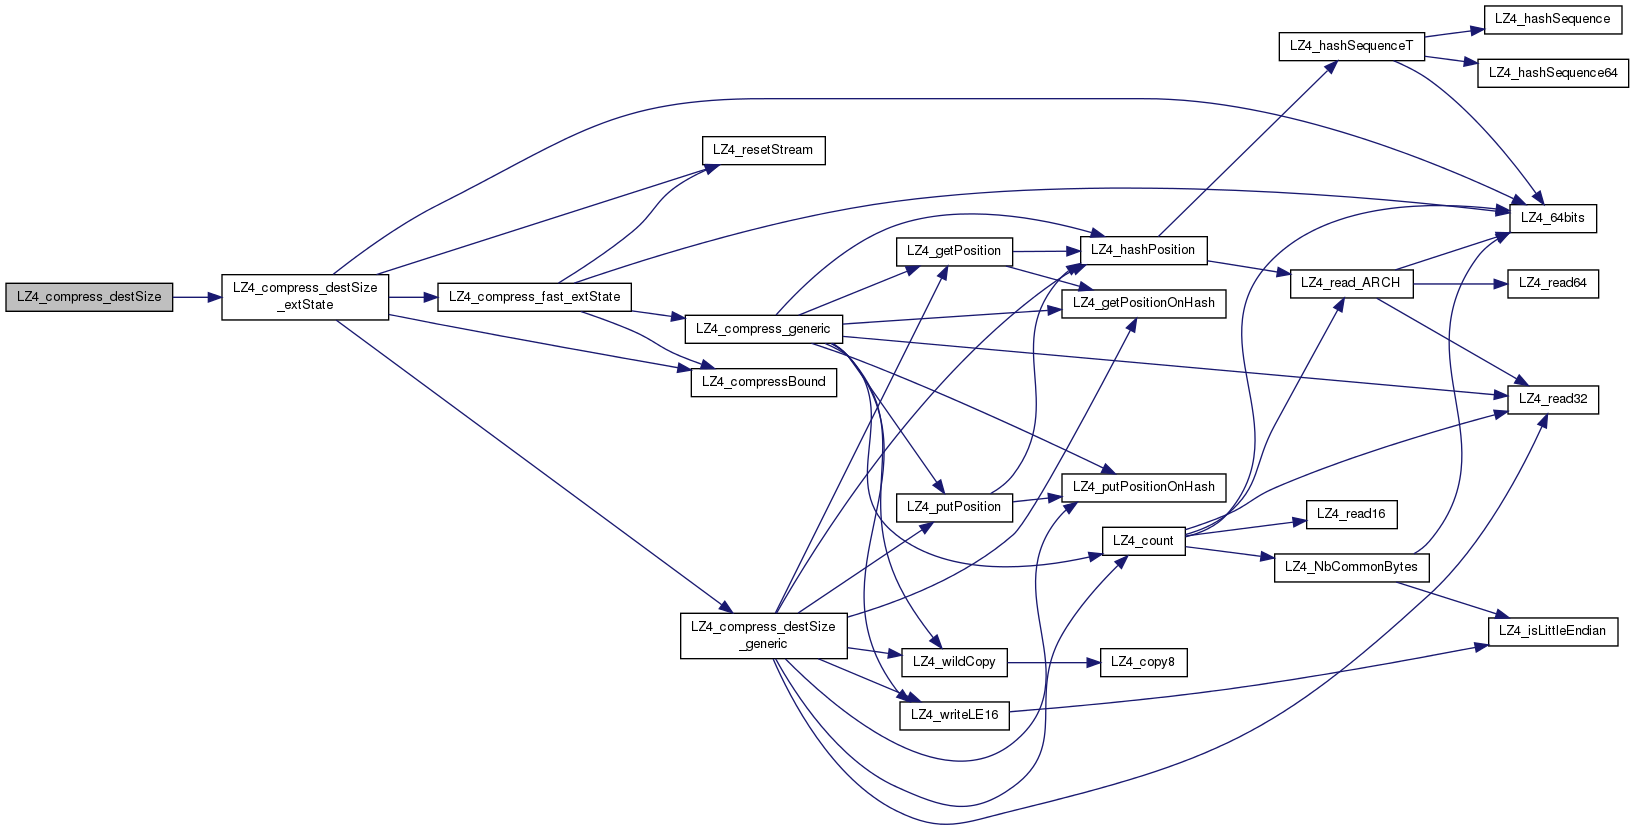 LZ4_compress_destSize
LZ4_compress_destSize
_extState
LZ4_compress_fast_extState
LZ4_resetStream
LZ4_compress_generic
LZ4_compressBound
LZ4_compress_destSize
_generic
LZ4_getPosition
LZ4_putPosition
LZ4_wildCopy
LZ4_writeLE16
LZ4_hashPosition
LZ4_getPositionOnHash
LZ4_putPositionOnHash
LZ4_count
LZ4_copy8
LZ4_hashSequenceT
LZ4_read_ARCH
LZ4_read16
LZ4_NbCommonBytes
LZ4_hashSequence
LZ4_hashSequence64
LZ4_64bits
LZ4_read64
LZ4_read32
LZ4_isLittleEndian